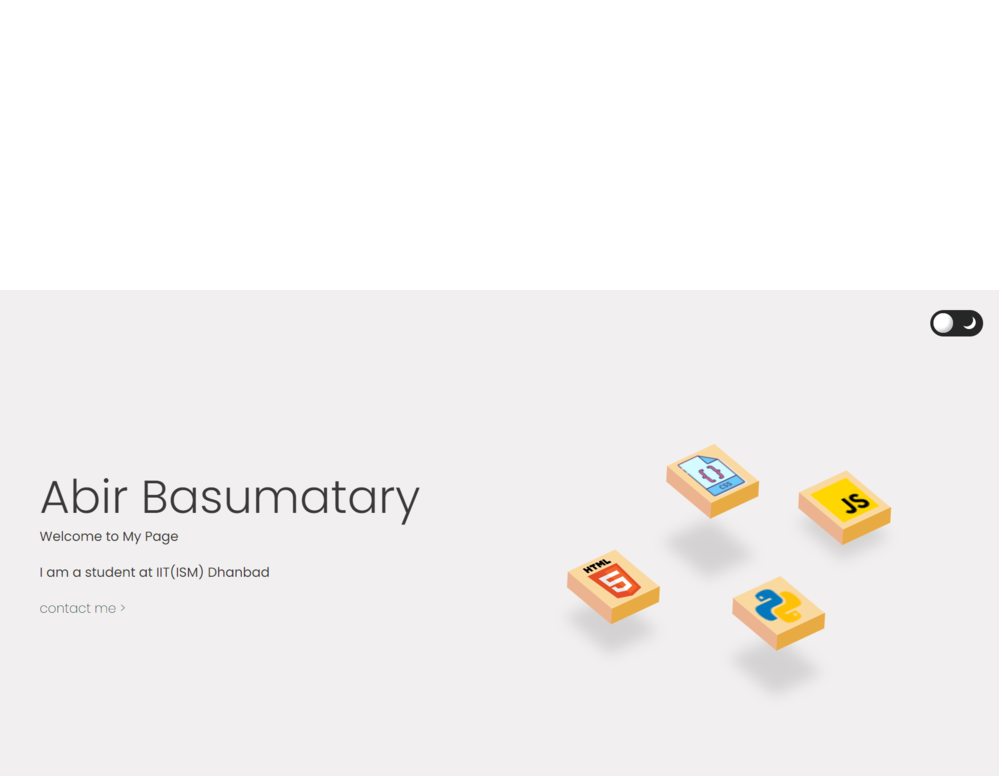 Abir Basumatary
Welcome to My Page
I am a student at IIT(ISM) Dhanbad
contact me >
{}
CSS
JS
HTML
5